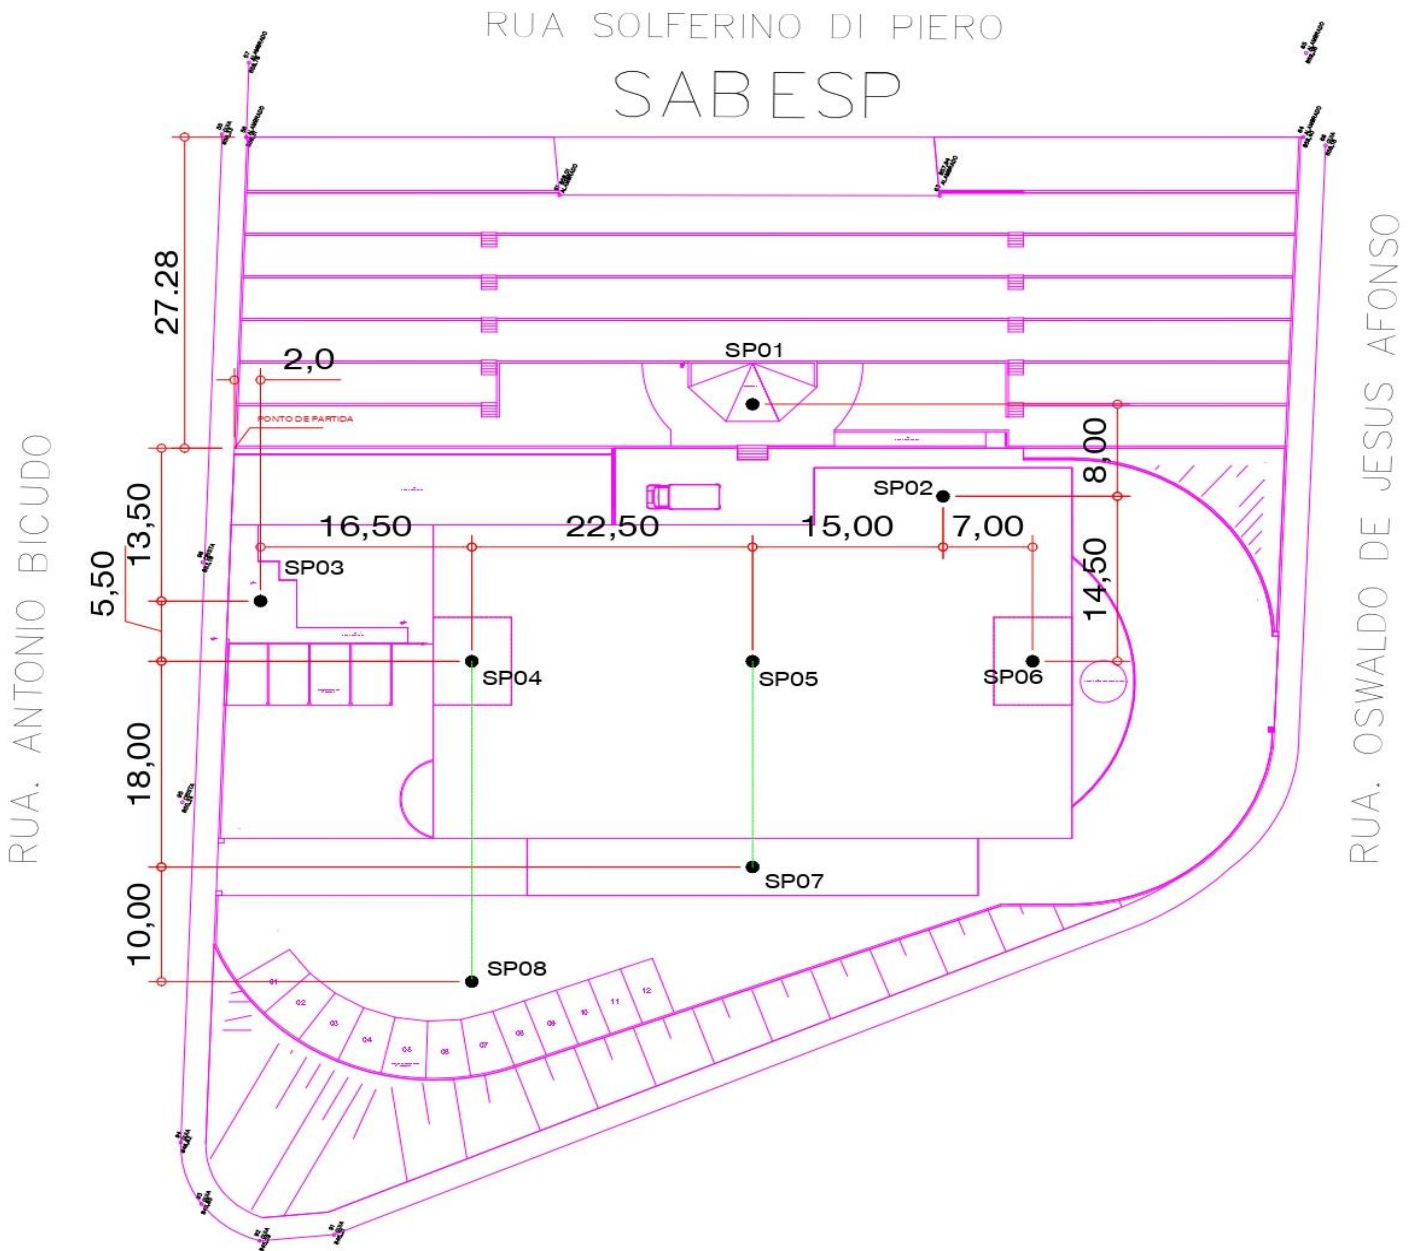 RUA SOLFERINO DI PIERO
SABESP
27.28
2,0
PONTO DE PARTIDA
SP01
8,00
SP02
13,50
16,50
22,50
15,00
7,00
14,50
5,50
SP03
SP04
SP05
SP06
18,00
SP07
10,00
SP08
01
02
03
04
05
06
07
08
09
10
11
12
RUA. ANTONIO BICUDO
RUA. OSWALDO DE JESUS AFONSO